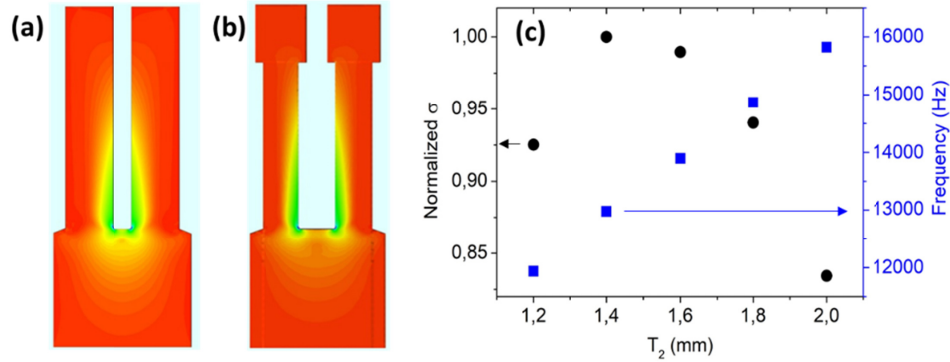 (a)
(b)
(c)
1,00
0,95
0,90
0,85
Normalized σ
1,2
1,4
1,6
1,8
2,0
T₂ (mm)
16000
15000
14000
13000
12000
Frequency (Hz)